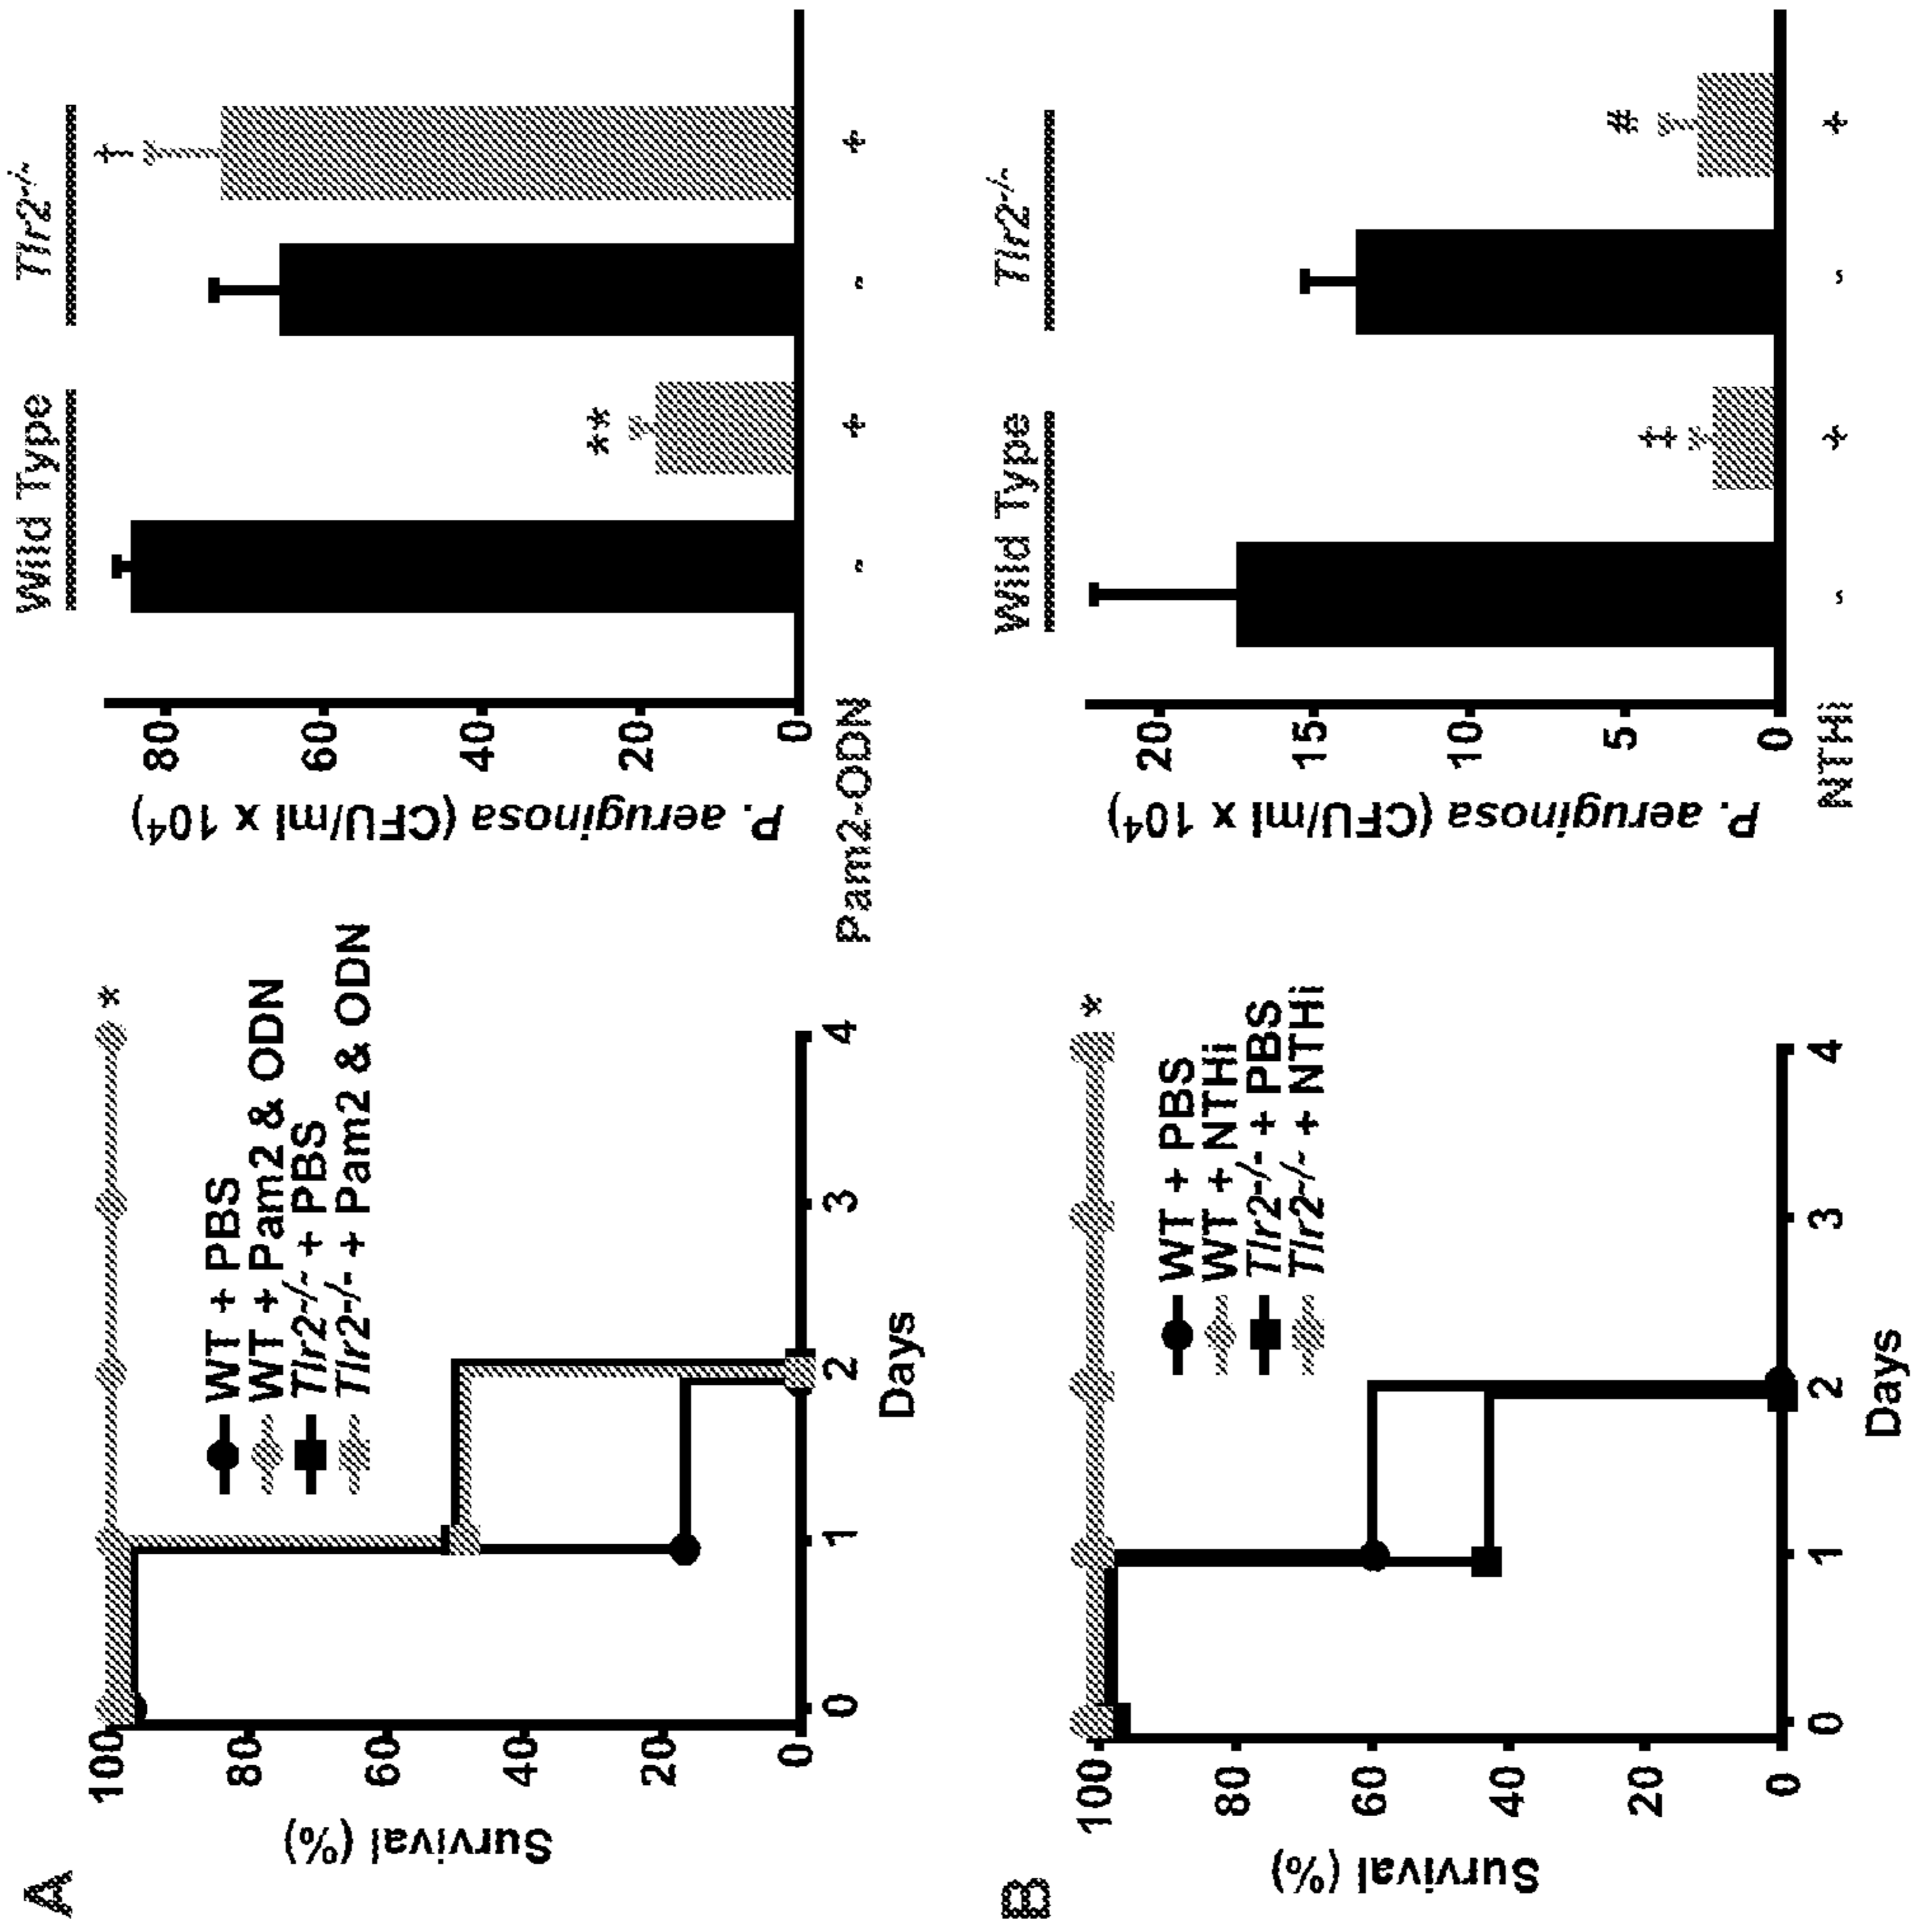 A
Survival (%)
100
80
60
40
20
0
0 1 2 3 4
Days
WT + PBS
WT + Pam2 & ODN
Tlr2-/- + PBS
Tlr2-/- + Pam2 & ODN
*
Wild Type Tlr2-/-
P. aeruginosa (CFU/ml x 10⁴)
80
60
40
20
0
**
†
Pam2-ODN - + - +
B
Survival (%)
100
80
60
40
20
0
0 1 2 3 4
Days
WT + PBS
WT + NTHi
Tlr2-/- + PBS
Tlr2-/- + NTHi
*
Wild Type Tlr2-/-
P. aeruginosa (CFU/ml x 10⁴)
20
15
10
5
0
‡
#
NTHi - + - +